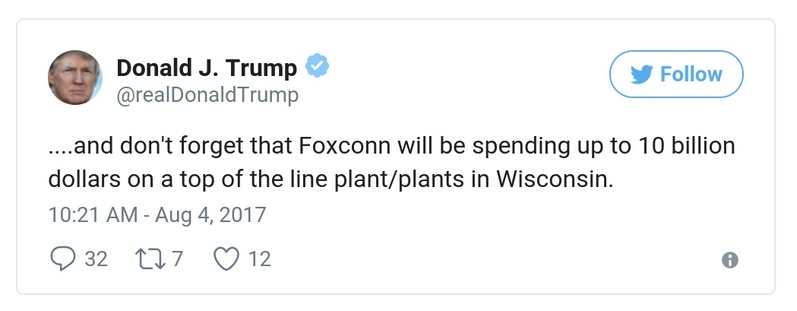 Donald J. Trump
@realDonaldTrump
Follow
....and don't forget that Foxconn will be spending up to 10 billion
dollars on a top of the line plant/plants in Wisconsin.
10:21 AM - Aug 4, 2017
32 7 12